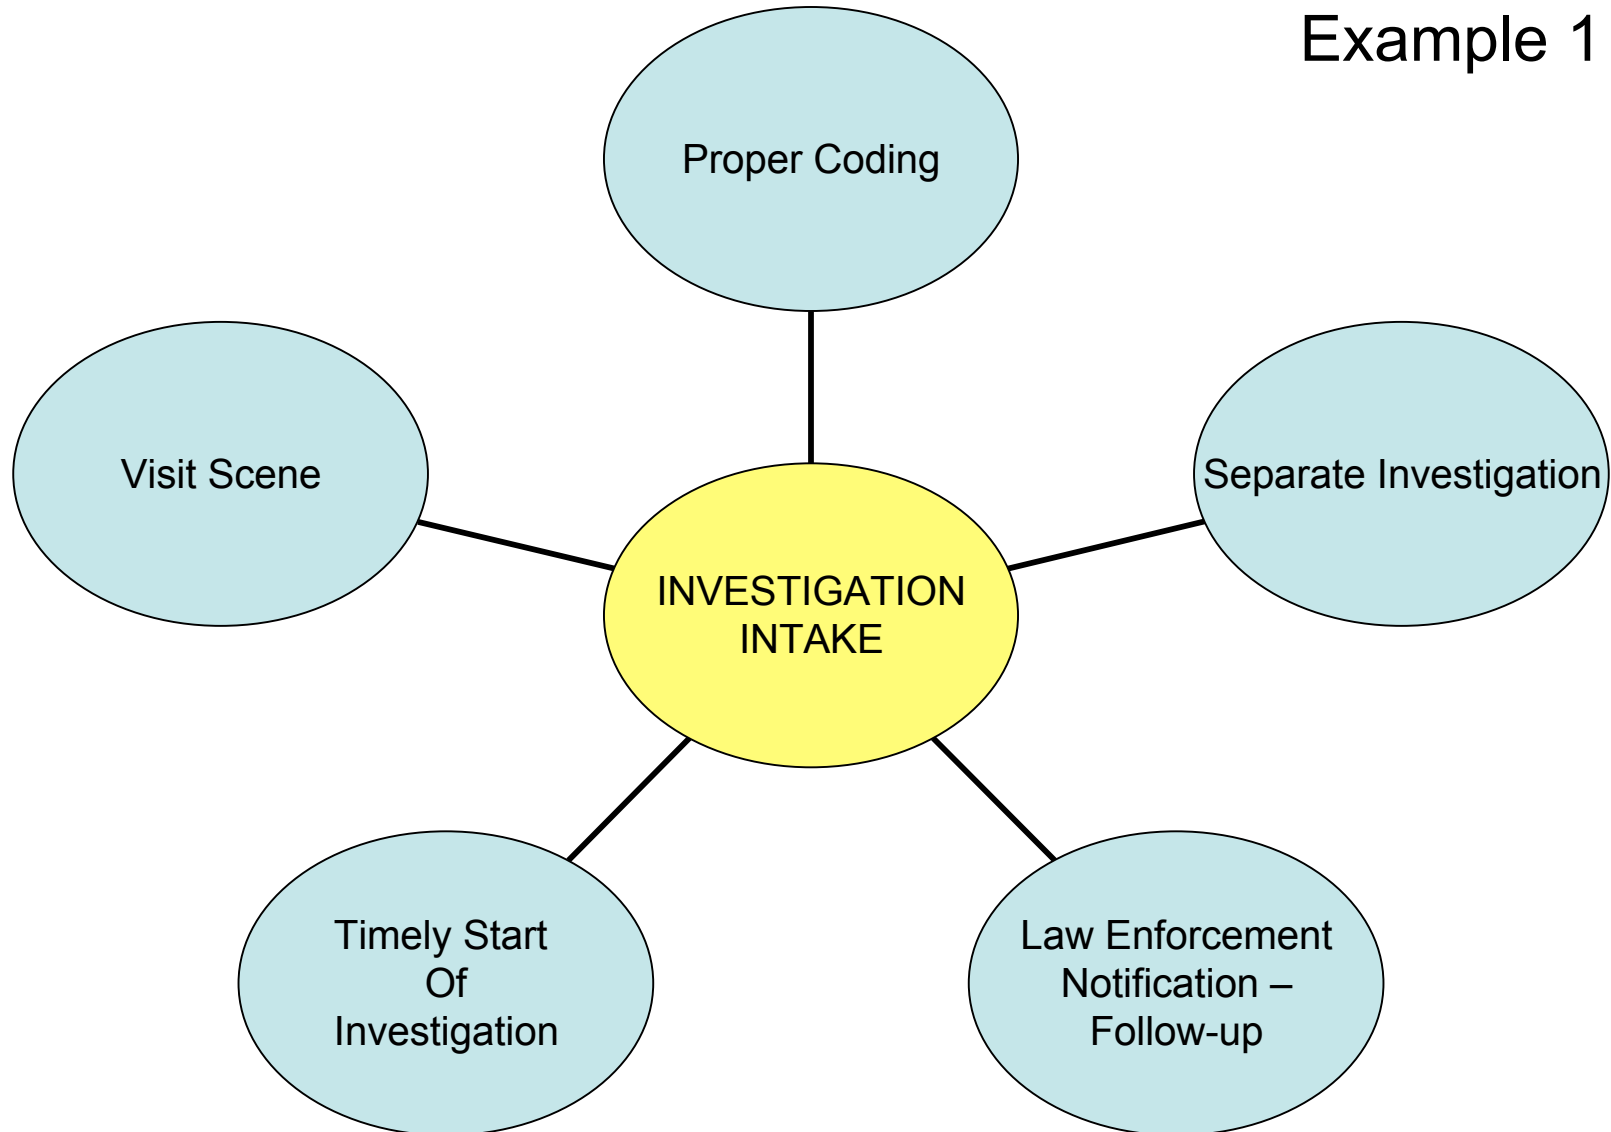 Example 1
Proper Coding
Visit Scene
Separate Investigation
INVESTIGATION
INTAKE
Timely Start
Of
Investigation
Law Enforcement
Notification –
Follow-up